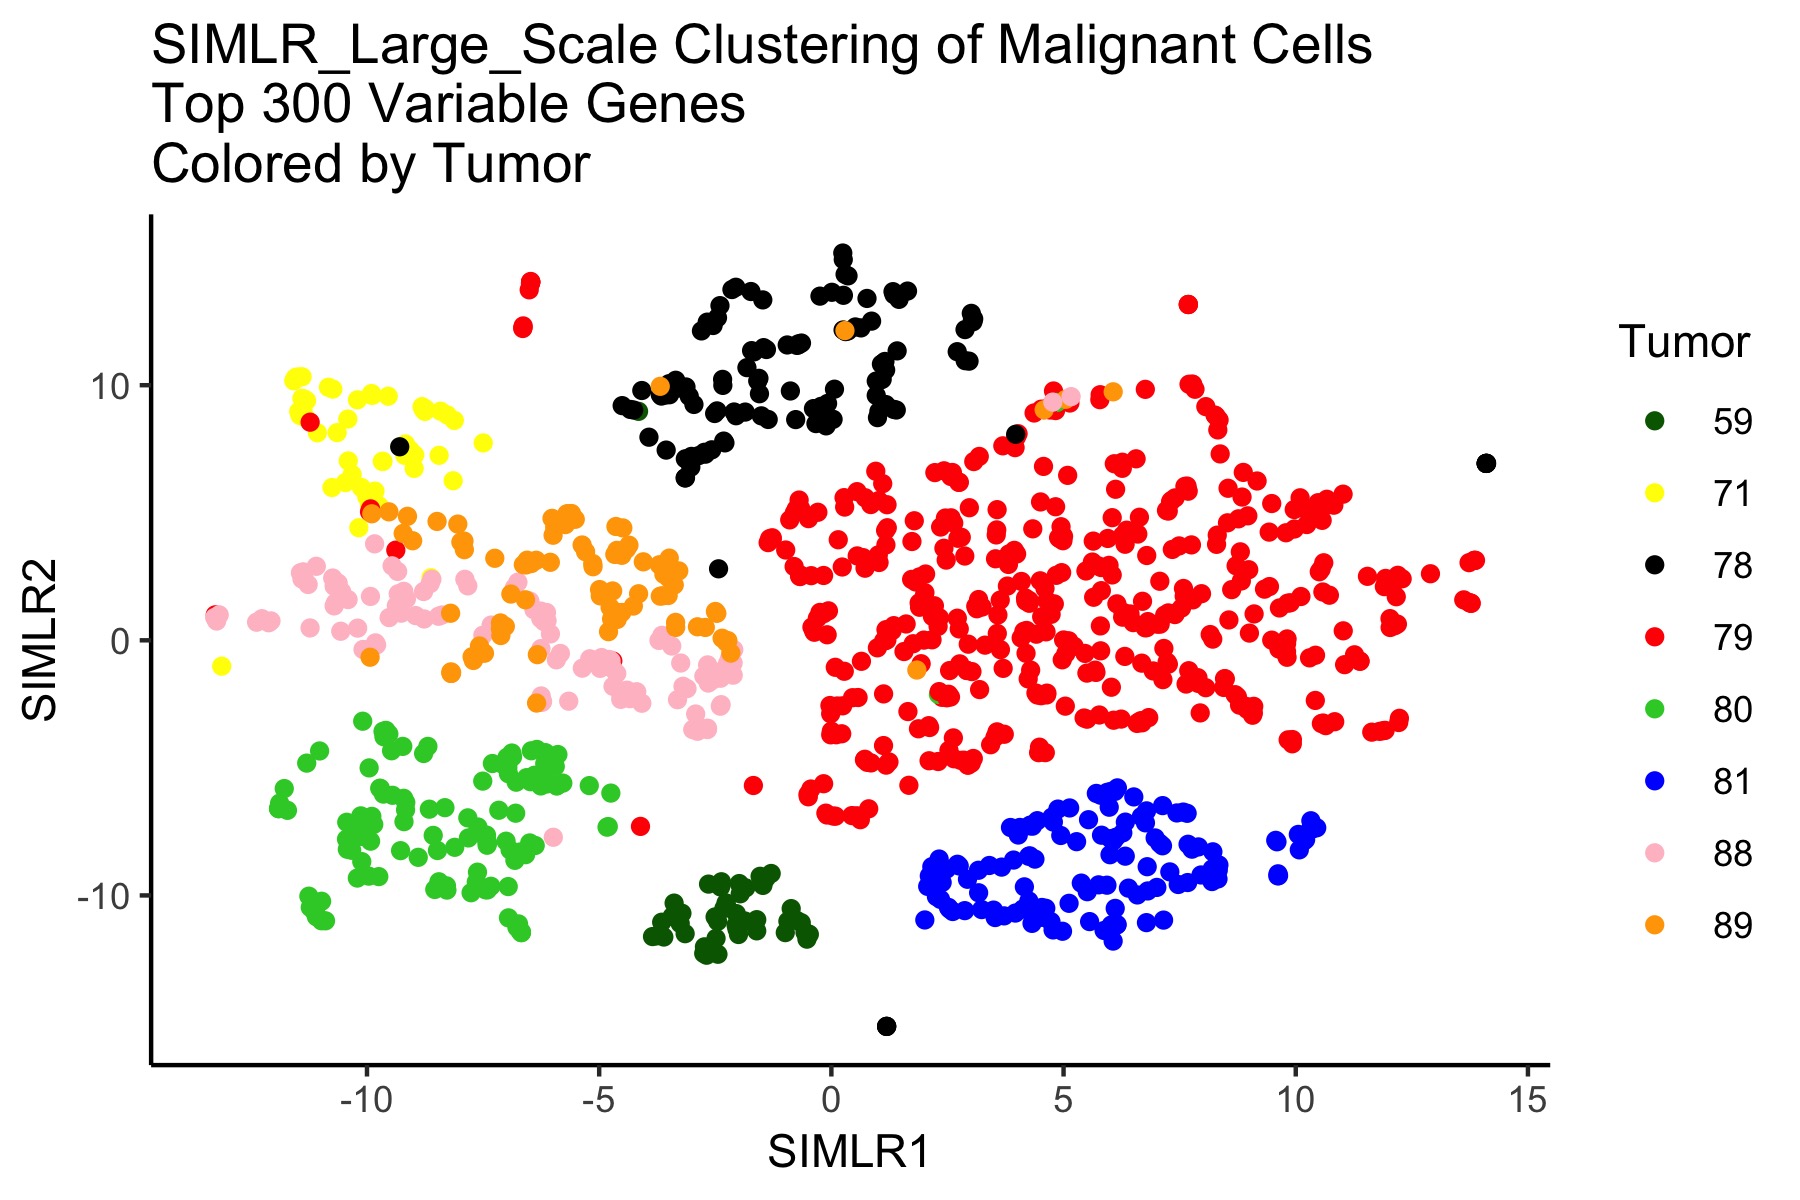 SIMLR_Large_Scale Clustering of Malignant Cells
Top 300 Variable Genes
Colored by Tumor
SIMLR2
10
0
-10
-10
-5
0
5
10
15
SIMLR1
Tumor
59
71
78
79
80
81
88
89